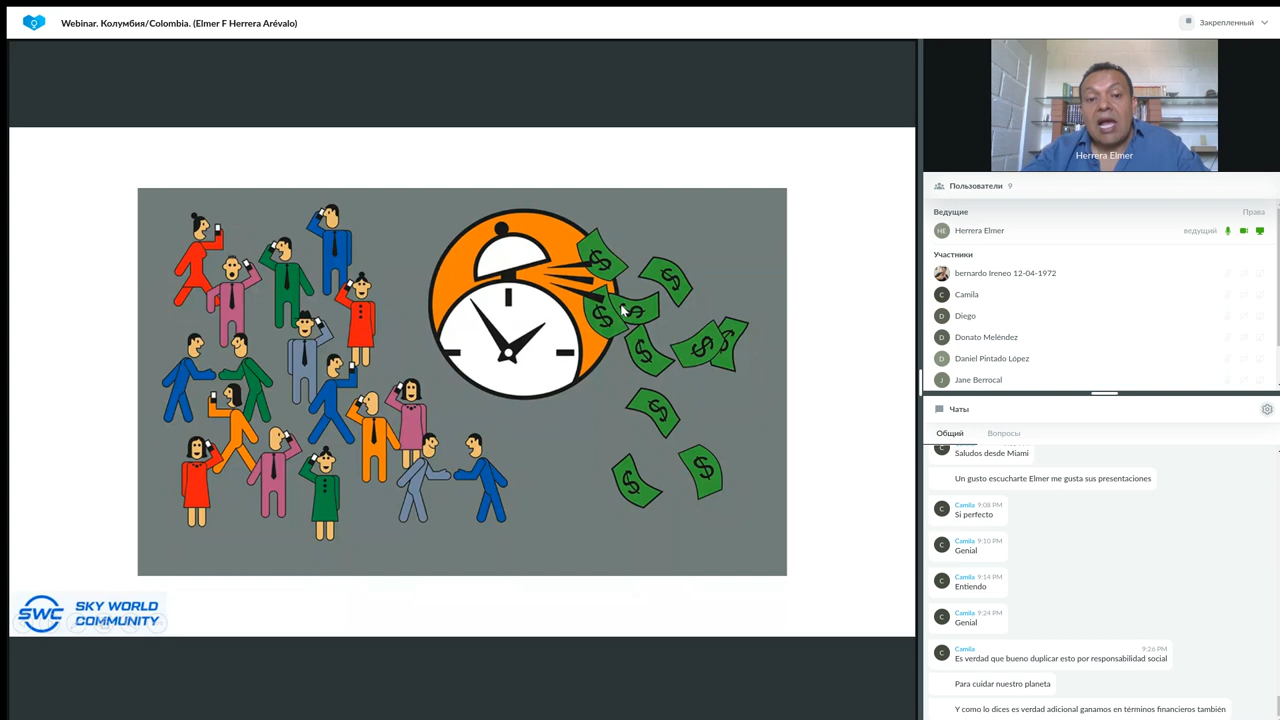 Webinar. Колумбия/Colombia. (Elmer F Herrera Arévalo)
Закрепленный
Herrera Elmer
Пользователи 9
Ведущие Права
HE Herrera Elmer ведущий
Участники
bernardo Ireneo 12-04-1972
C Camila
D Diego
D Donato Meléndez
D Daniel Pintado López
J Jane Berrocal
Чаты
Общий Вопросы
Saludos desde Miami
Un gusto escucharte Elmer me gusta sus presentaciones
C Camila 9:08 PM
Si perfecto
C Camila 9:10 PM
Genial
C Camila 9:14 PM
Entiendo
C Camila 9:24 PM
Genial
C Camila 9:26 PM
Es verdad que bueno duplicar esto por responsabilidad social
Para cuidar nuestro planeta
Y como lo dices es verdad adicional ganamos en términos financieros también
$ $ $ $ $ $ $ $ $ $
SWC SKY WORLD
COMMUNITY